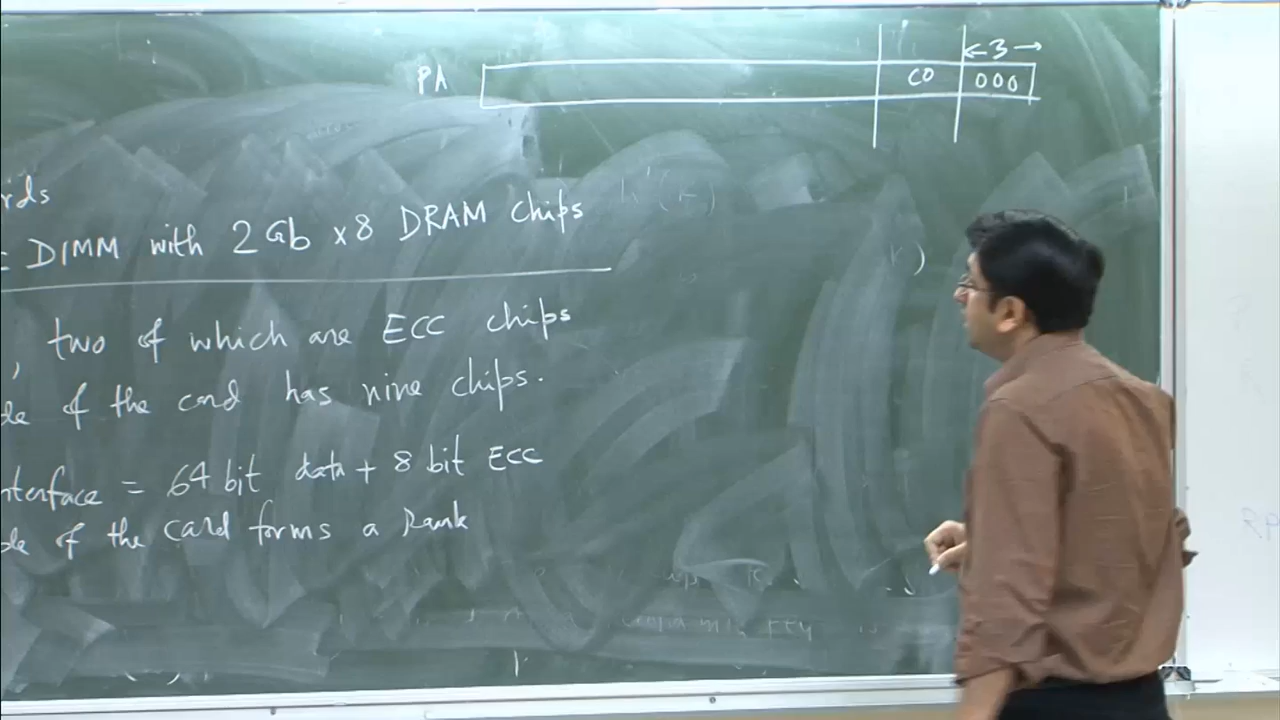 ← 3 →
PA CO 000
rds
= DIMM with 2Gb x8 DRAM chips
, two of which are ECC chips
de of the card has nine chips.
nterface = 64 bit data + 8 bit ECC
de of the card forms a Rank